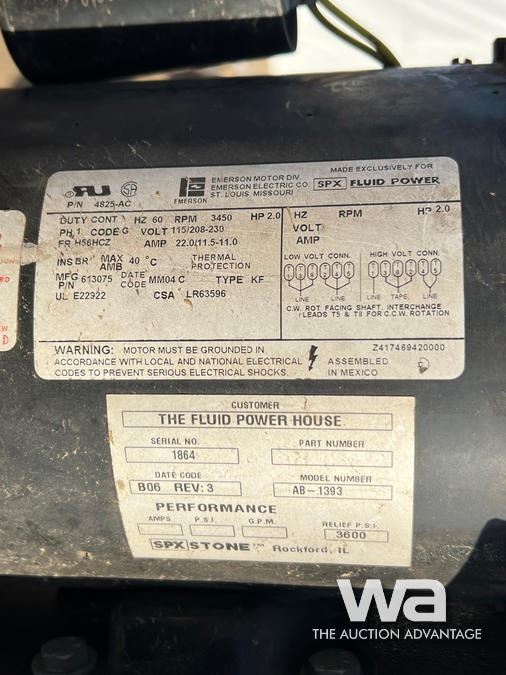 EMERSON MOTOR DIV.
EMERSON ELECTRIC CO
ST. LOUIS, MISSOURI
EMERSON
MADE EXCLUSIVELY FOR
SPX FLUID POWER
P/N 4825-AC
DUTY CONT HZ 60 RPM 3450 HP 2.0
PH 1 CODE G VOLT 115/208-230
FR H56HCZ AMP 22.0/11.5-11.0
INS BR MAX AMB 40 °C THERMAL PROTECTION
MFG P/N 613075 DATE CODE MM04 C TYPE KF
UL E22922 CSA LR63596
HZ RPM HP 2.0
VOLT
AMP
LOW VOLTS CONN. HIGH VOLTS CONN.
LINE LINE LINE TAPE LINE
C.W. ROT FACING SHAFT. INTERCHANGE
LEADS T5 & T8 FOR C.C.W. ROTATION
WARNING: MOTOR MUST BE GROUNDED IN
ACCORDANCE WITH LOCAL AND NATIONAL ELECTRICAL
CODES TO PREVENT SERIOUS ELECTRICAL SHOCKS.
Z417469420000
ASSEMBLED
IN MEXICO
CUSTOMER
THE FLUID POWER HOUSE
SERIAL NO. PART NUMBER
1864
DATE CODE MODEL NUMBER
B06 REV: 3 AB-1393
PERFORMANCE
AMPS P.S.I. G.P.M. RELIEF P.S.I.
3600
SPX STONE™ Rockford, IL
wa
THE AUCTION ADVANTAGE